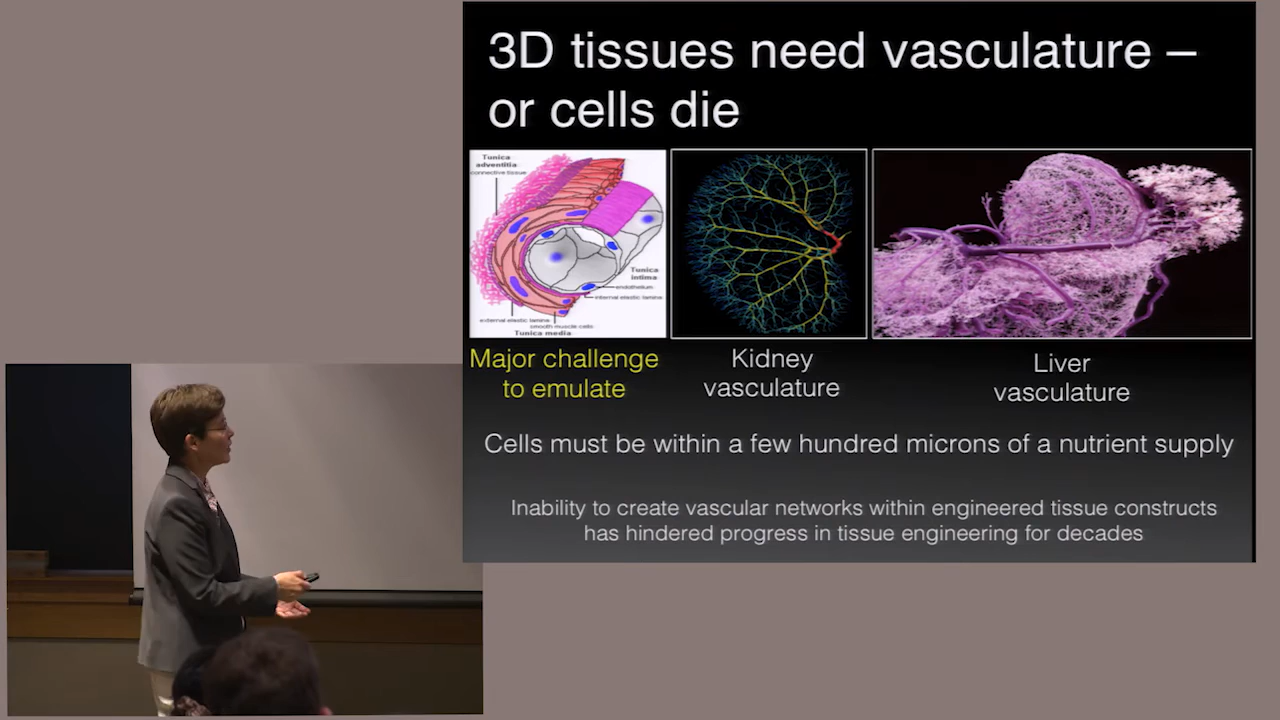 3D tissues need vasculature –
or cells die
Tunica
adventitia
connective tissue
Tunica
intima
endothelium
internal elastic lamina
external elastic lamina
smooth muscle cells
Tunica media
Major challenge
to emulate
Kidney
vasculature
Liver
vasculature
Cells must be within a few hundred microns of a nutrient supply
Inability to create vascular networks within engineered tissue constructs
has hindered progress in tissue engineering for decades